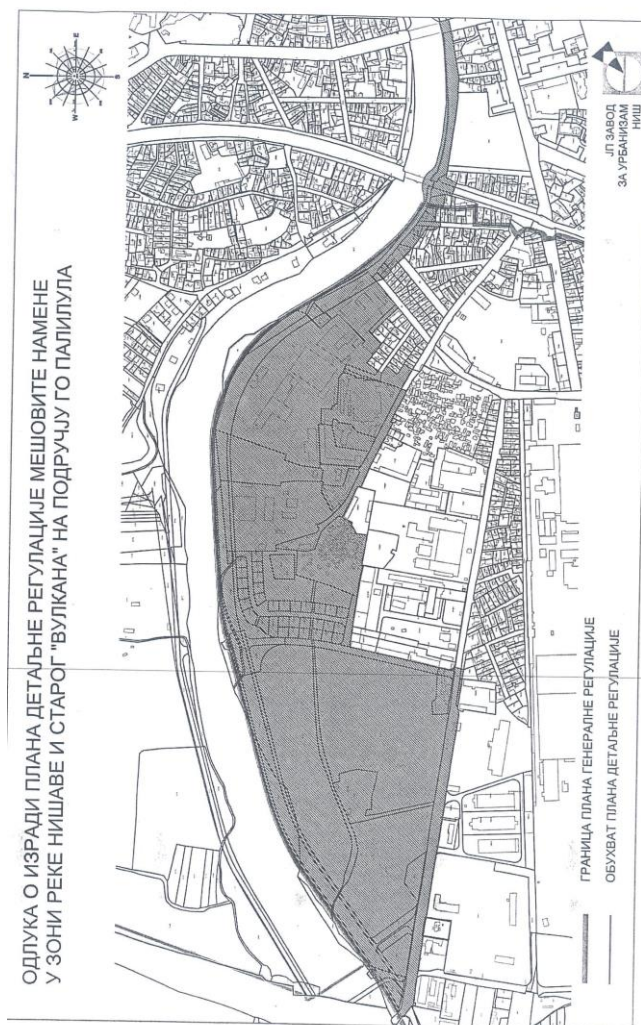 ОДЛУКА О ИЗРАДИ ПЛАНА ДЕТАЉНЕ РЕГУЛАЦИЈЕ МЕШОВИТЕ НАМЕНЕ
У ЗОНИ РЕКЕ НИШАВЕ И СТАРОГ "ВУЛКАНА" НА ПОДРУЧЈУ ГО ПАЛИЛУЛА
N
W
E
S
ГРАНИЦА ПЛАНА ГЕНЕРАЛНЕ РЕГУЛАЦИЈЕ
ОБУХВАТ ПЛАНА ДЕТАЉНЕ РЕГУЛАЦИЈЕ
ЈП ЗАВОД
ЗА УРБАНИЗАМ
НИШ